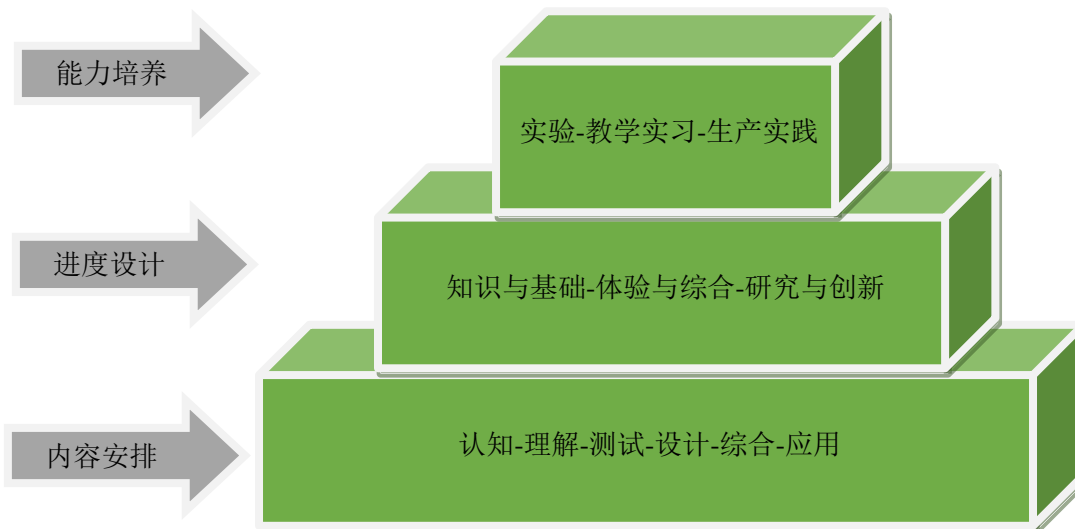 能力培养
实验-教学实习-生产实践
进度设计
知识与基础-体验与综合-研究与创新
内容安排
认知-理解-测试-设计-综合-应用